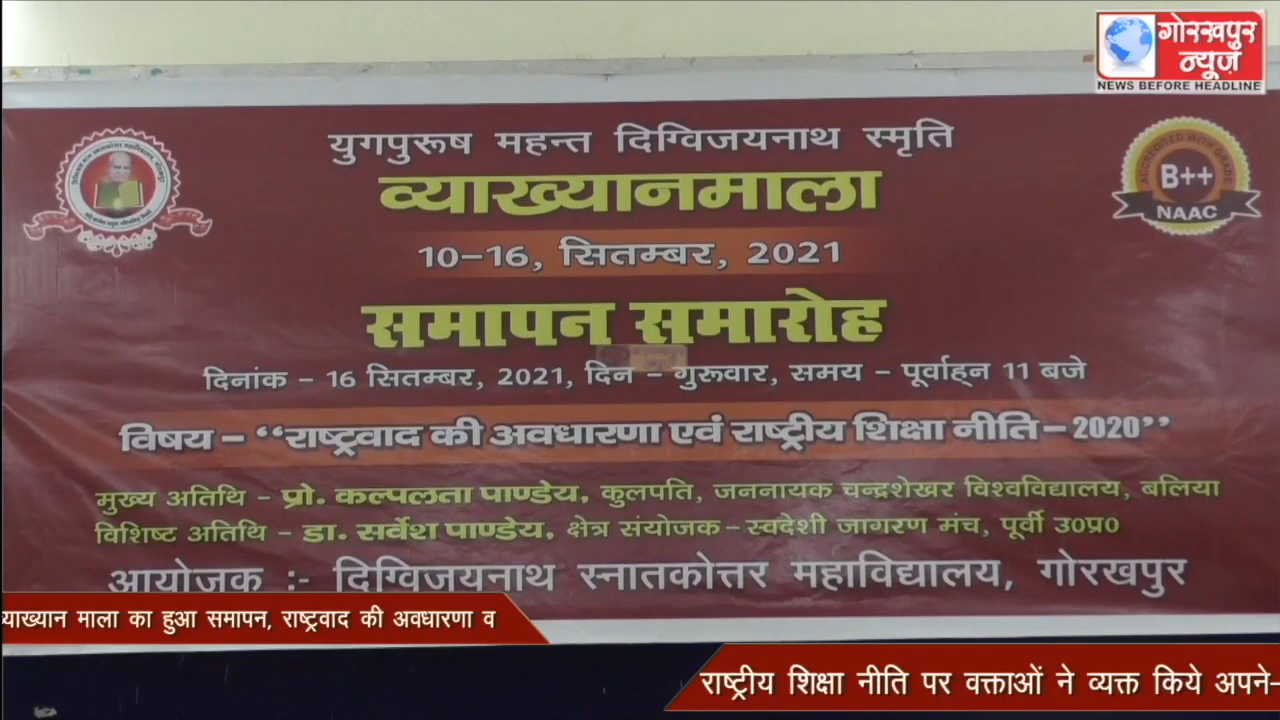 गोरखपुर
न्यूज़
NEWS BEFORE HEADLINE
युगपुरूष महन्त दिग्विजयनाथ स्मृति
व्याख्यानमाला
10-16, सितम्बर, 2021
ACCREDITED WITH GRADE
B++
NAAC
समापन समारोह
दिनांक - 16 सितम्बर, 2021, दिन - गुरूवार, समय - पूर्वाह्न 11 बजे
विषय - “राष्ट्रवाद की अवधारणा एवं राष्ट्रीय शिक्षा नीति-2020”
मुख्य अतिथि - प्रो. कल्पलता पाण्डेय, कुलपति, जननायक चन्द्रशेखर विश्वविद्यालय, बलिया
विशिष्ट अतिथि - डा. सर्वेश पाण्डेय, क्षेत्र संयोजक-स्वदेशी जागरण मंच, पूर्वी उ0प्र0
आयोजक :- दिग्विजयनाथ स्नातकोत्तर महाविद्यालय, गोरखपुर
व्याख्यान माला का हुआ समापन, राष्ट्रवाद की अवधारणा व
राष्ट्रीय शिक्षा नीति पर वक्ताओं ने व्यक्त किये अपने-